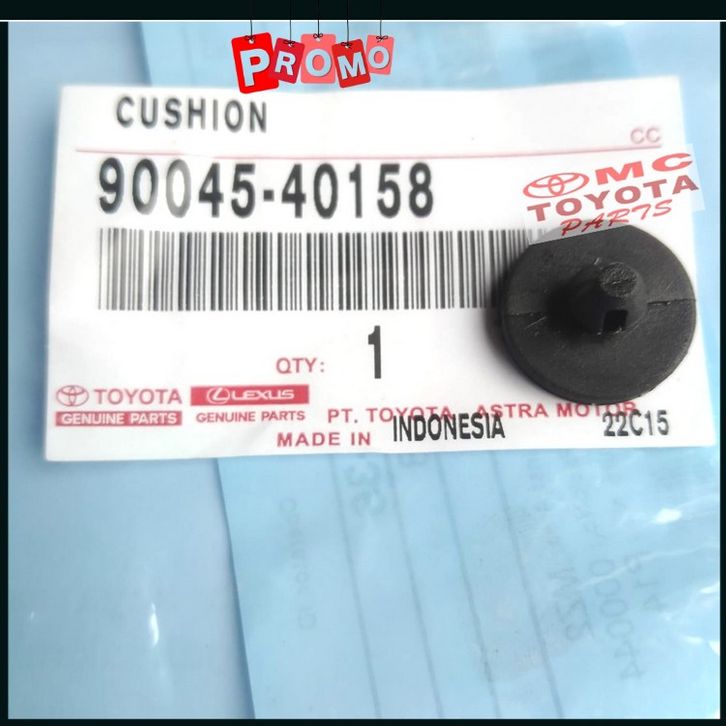 PROMO
CUSHION
CC
90045-40158
MC
TOYOTA
PARTS
QTY: 1
TOYOTA
GENUINE PARTS
LEXUS
GENUINE PARTS
PT. TOYOTA - ASTRA MOTOR
MADE IN INDONESIA
22C15